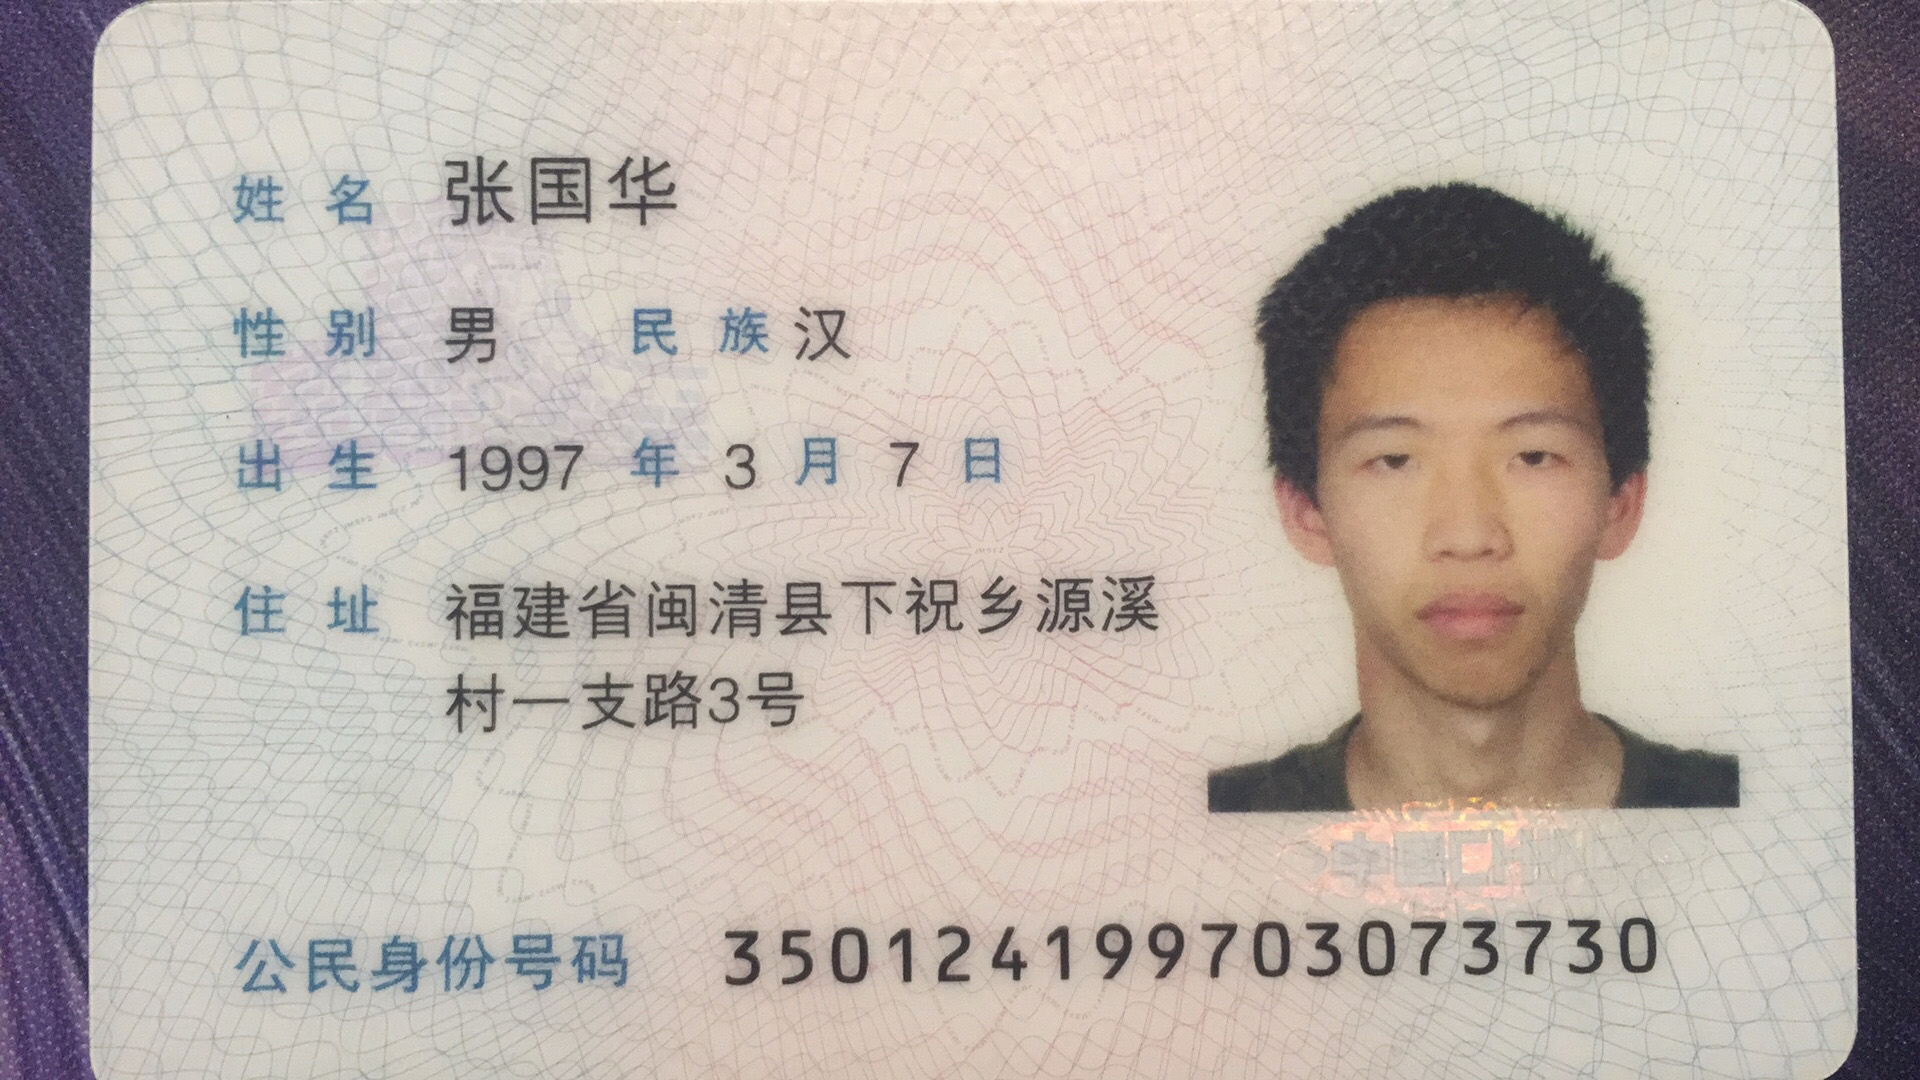 姓名 张国华
性别 男 民族 汉
出生 1997 年 3 月 7 日
住址 福建省闽清县下祝乡源溪
村一支路3号
公民身份号码 350124199703073730